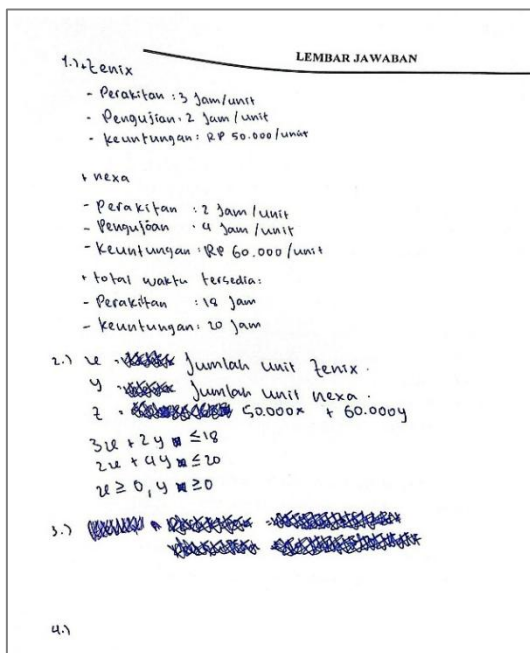 LEMBAR JAWABAN
1.) + Zenix
- Perakitan : 3 Jam/unit
- Pengujian : 2 Jam / unit
- Keuntungan : RP 50.000/unit
+ nexa
- Perakitan : 2 Jam / unit
- Pengujian : 4 Jam / unit
- Keuntungan : RP 60.000 / unit
+ total waktu tersedia :
- Perakitan : 18 Jam
- Keuntungan : 20 Jam
2.) x = Jumlah unit Zenix .
y = Jumlah unit nexa .
z = 50.000x + 60.000y
3x + 2y ≤ 18
2x + 4y ≤ 20
x ≥ 0, y ≥ 0
3.)
4.)